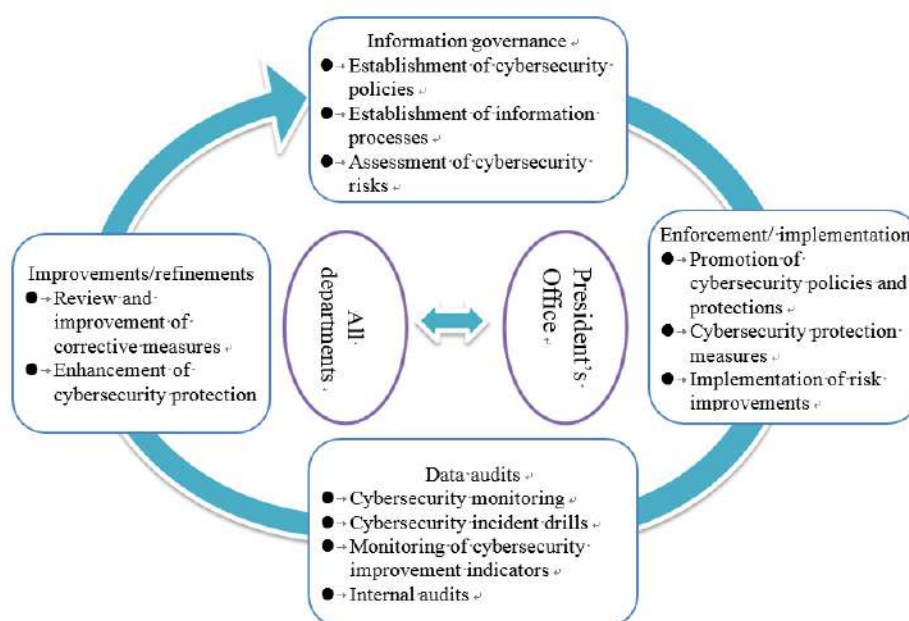 Information governance
● Establishment of cybersecurity
policies
● Establishment of information
processes
● Assessment of cybersecurity
risks
Enforcement/ implementation
● Promotion of
cybersecurity policies and
protections
● Cybersecurity protection
measures
● Implementation of risk
improvements
Improvements/refinements
● Review and
improvement of
corrective measures
● Enhancement of
cybersecurity protection
All
departments
President's
Office
Data audits
● Cybersecurity monitoring
● Cybersecurity incident drills
● Monitoring of cybersecurity
improvement indicators
● Internal audits